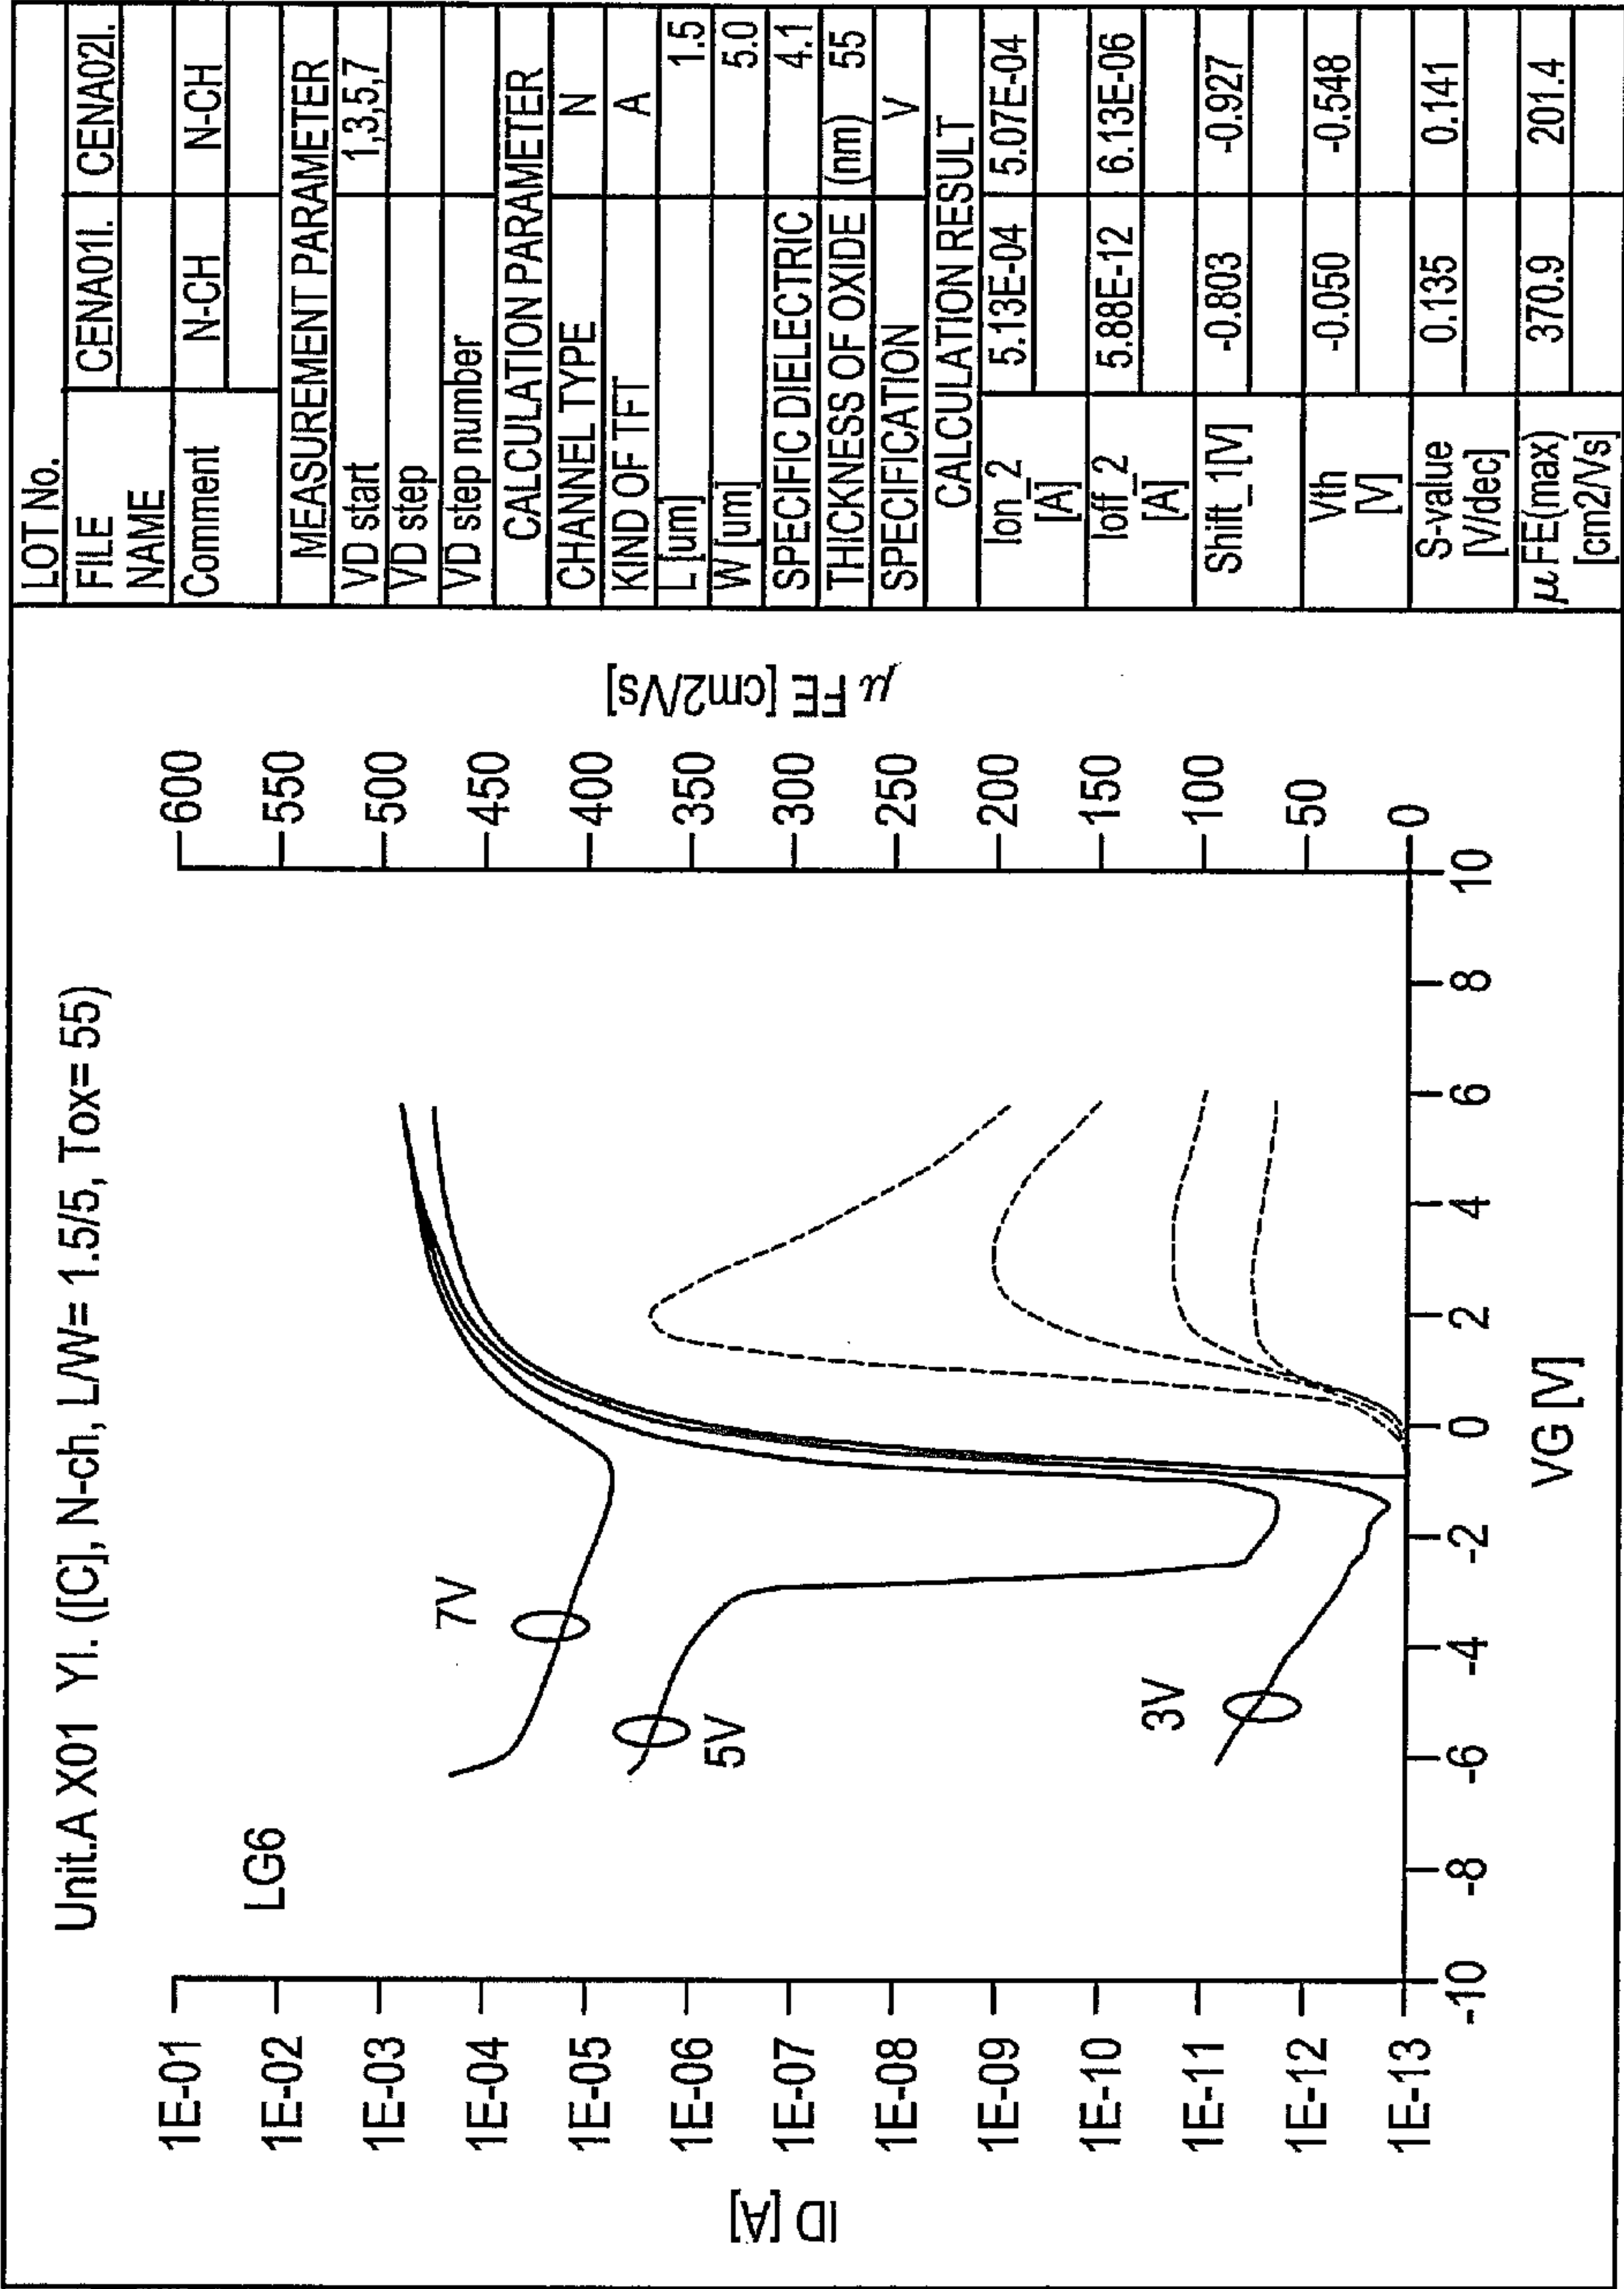 Unit.A X01 YI. ([C], N-ch, L/W= 1.5/5, Tox= 55)
LG6
ID [A]
1E-01
1E-02
1E-03
1E-04
1E-05
1E-06
1E-07
1E-08
1E-09
1E-10
1E-11
1E-12
1E-13
7V
5V
3V
-10 -8 -6 -4 -2 0 2 4 6 8 10
VG [V]
600
550
500
450
400
350
300
250
200
150
100
50
0
μFE [cm2/Vs]
LOT No.
FILE NAME CENA01I. CENA02I.
Comment N-CH N-CH
MEASUREMENT PARAMETER
VD start 1,3,5,7
VD step
VD step number
CALCULATION PARAMETER
CHANNEL TYPE N
KIND OF TFT A
L [um] 1.5
W [um] 5.0
SPECIFIC DIELECTRIC 4.1
THICKNESS OF OXIDE (nm) 55
SPECIFICATION V
CALCULATION RESULT
Ion_2 [A] 5.13E-04 5.07E-04
Ioff_2 [A] 5.88E-12 6.13E-06
Shift_1[V] -0.803 -0.927
Vth [V] -0.050 -0.548
S-value [V/dec] 0.135 0.141
μFE(max) [cm2/Vs] 370.9 201.4